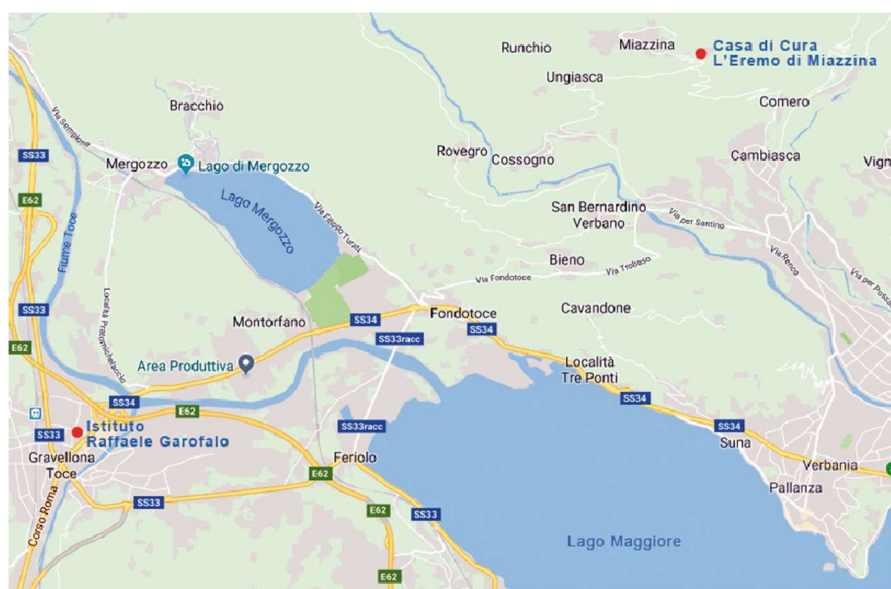 Runchio
Miazzina
Casa di Cura
L'Eremo di Miazzina
Ungiasca
Bracchio
Comero
Via Sempione
SS33
Rovegro
Cossogno
Cambiasca
Vign
Mergozzo
Lago di Mergozzo
E62
Lago Mergozzo
San Bernardino
Verbano
Via per Santino
Fiume Toce
Via Filippo Turati
Bieno
Via Trobaso
Via Renco
Via Fondotoce
Via per Posco
SS33
Località Pratomichelaccio
Montorfano
SS34
Fondotoce
Cavandone
SS34
SS33racc
E62
Area Produttiva
Località
Tre Ponti
SS34
SS34
E62
Istituto
Raffaele Garofalo
SS33
SS33racc
SS34
Suna
Gravellona
Toce
Feriolo
Verbania
E62
Pallanza
SS33
Corso Roma
E62
SS33
Lago Maggiore
E62